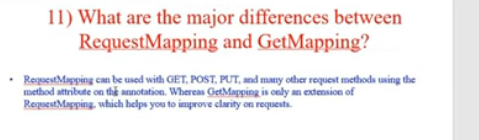 11) What are the major differences between
RequestMapping and GetMapping?
• RequestMapping can be used with GET, POST, PUT, and many other request methods using the
method attribute on the annotation. Whereas GetMapping is only an extension of
RequestMapping, which helps you to improve clarity on requests.